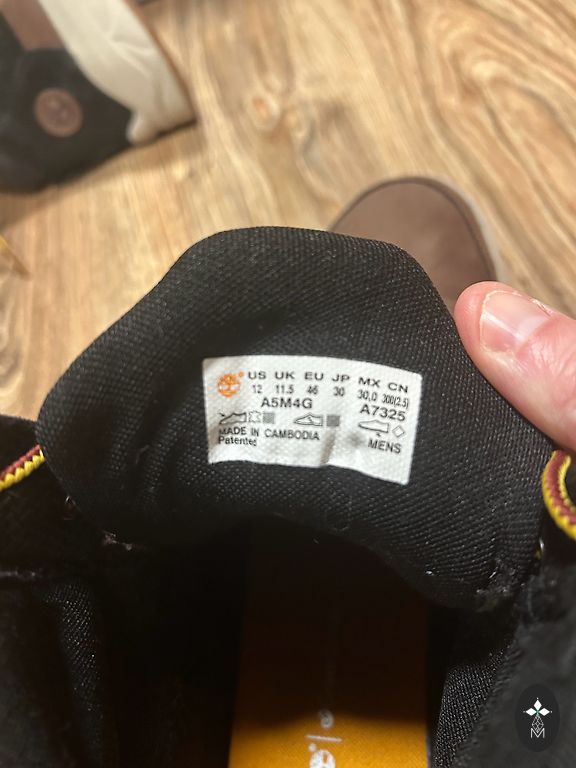 US UK EU JP MX CN
12 11.5 46 30 30,0 300(2.5)
A5M4G A7325
MADE IN CAMBODIA
Patented MENS